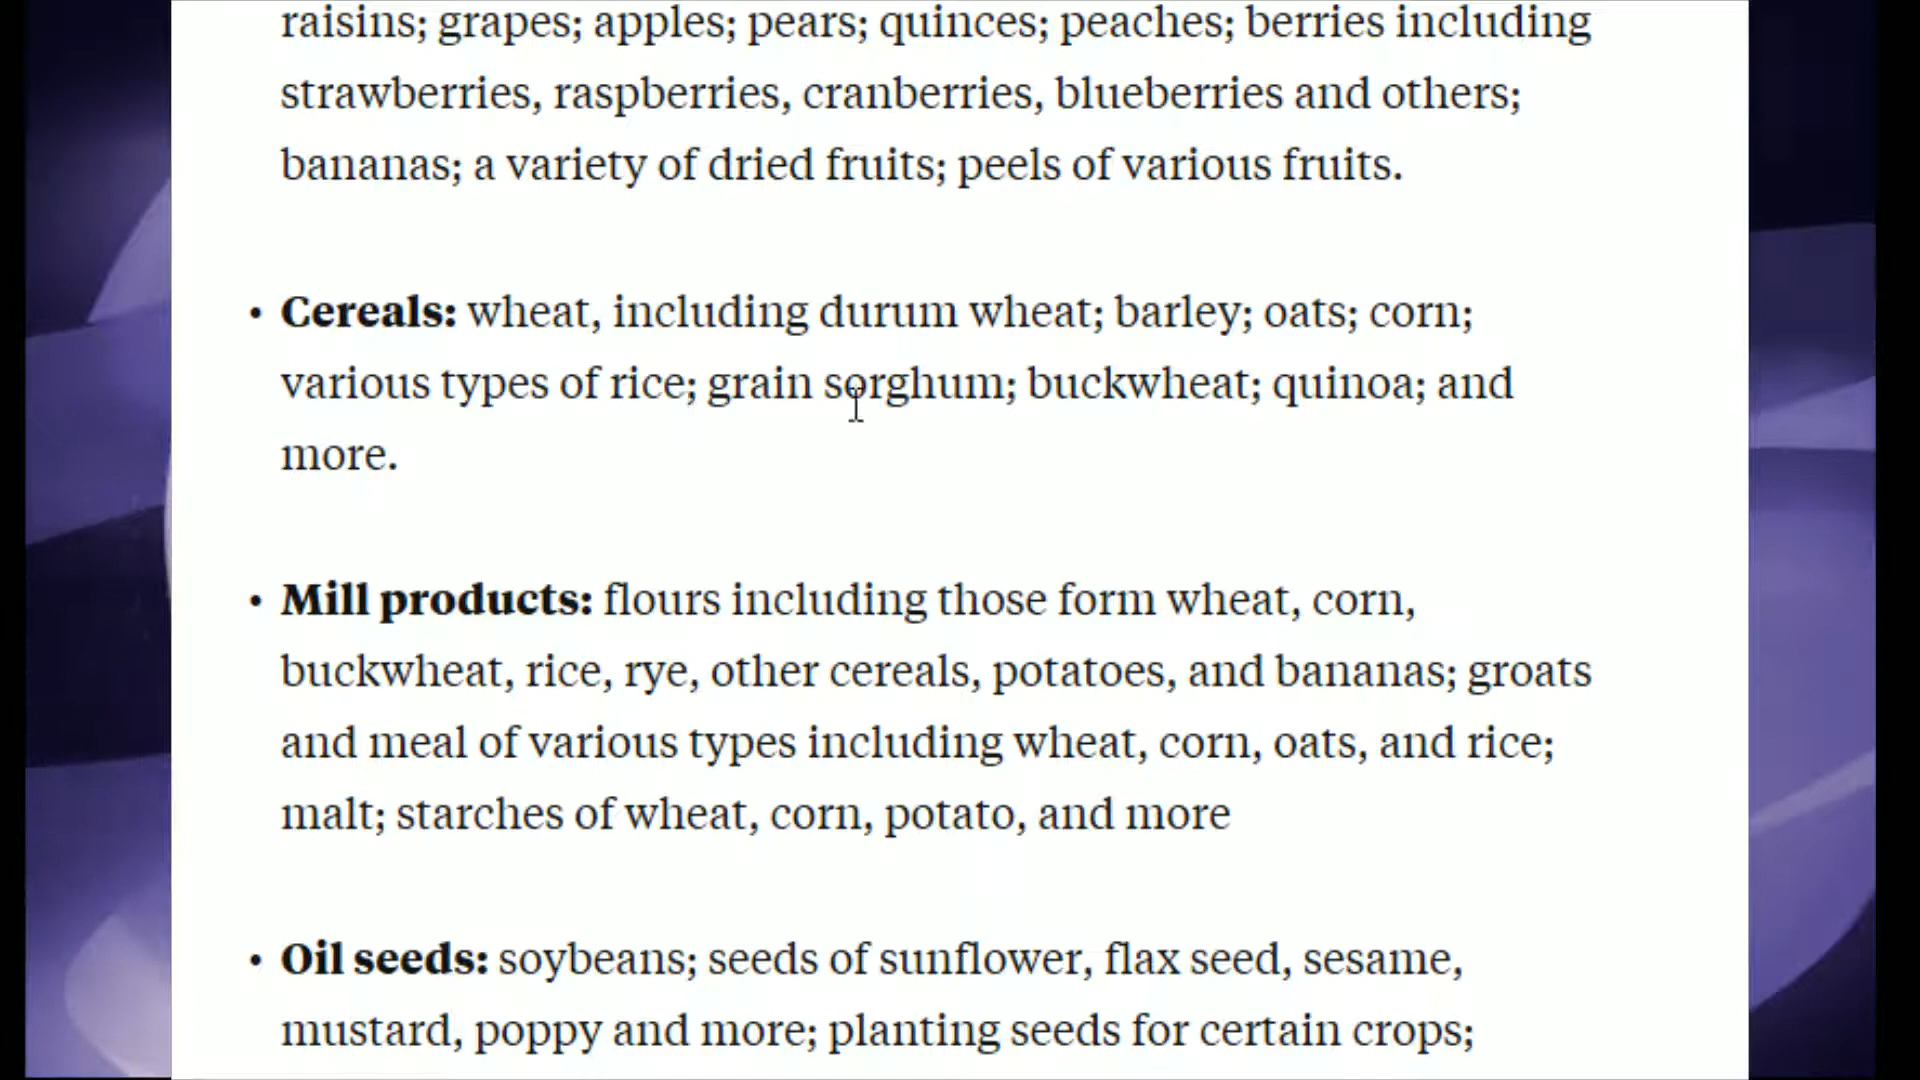 raisins; grapes; apples; pears; quinces; peaches; berries including
strawberries, raspberries, cranberries, blueberries and others;
bananas; a variety of dried fruits; peels of various fruits.
• Cereals: wheat, including durum wheat; barley; oats; corn;
various types of rice; grain sorghum; buckwheat; quinoa; and
more.
• Mill products: flours including those form wheat, corn,
buckwheat, rice, rye, other cereals, potatoes, and bananas; groats
and meal of various types including wheat, corn, oats, and rice;
malt; starches of wheat, corn, potato, and more
• Oil seeds: soybeans; seeds of sunflower, flax seed, sesame,
mustard, poppy and more; planting seeds for certain crops;